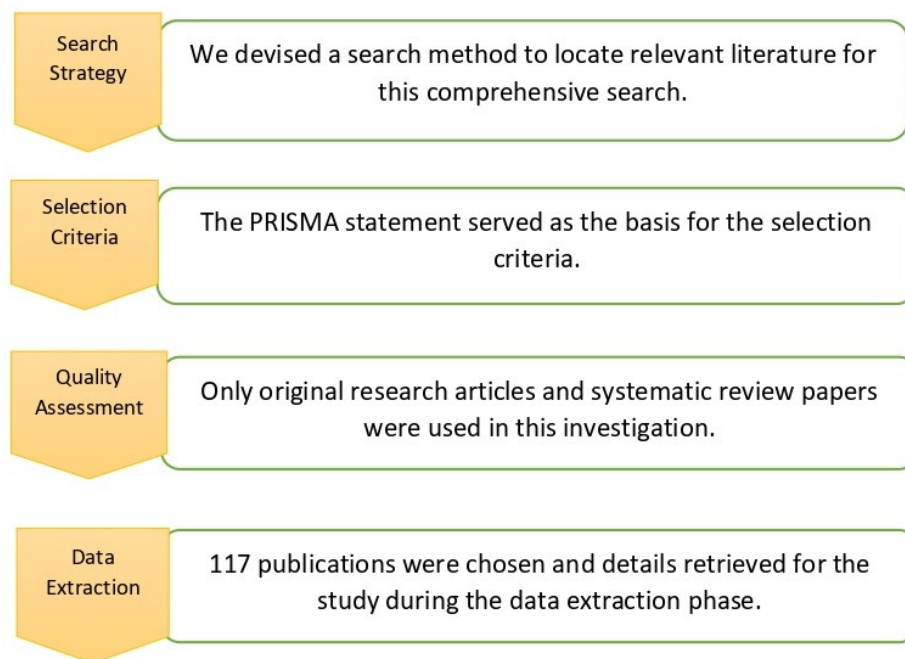 Search
Strategy
We devised a search method to locate relevant literature for
this comprehensive search.
Selection
Criteria
The PRISMA statement served as the basis for the selection
criteria.
Quality
Assessment
Only original research articles and systematic review papers
were used in this investigation.
Data
Extraction
117 publications were chosen and details retrieved for the
study during the data extraction phase.